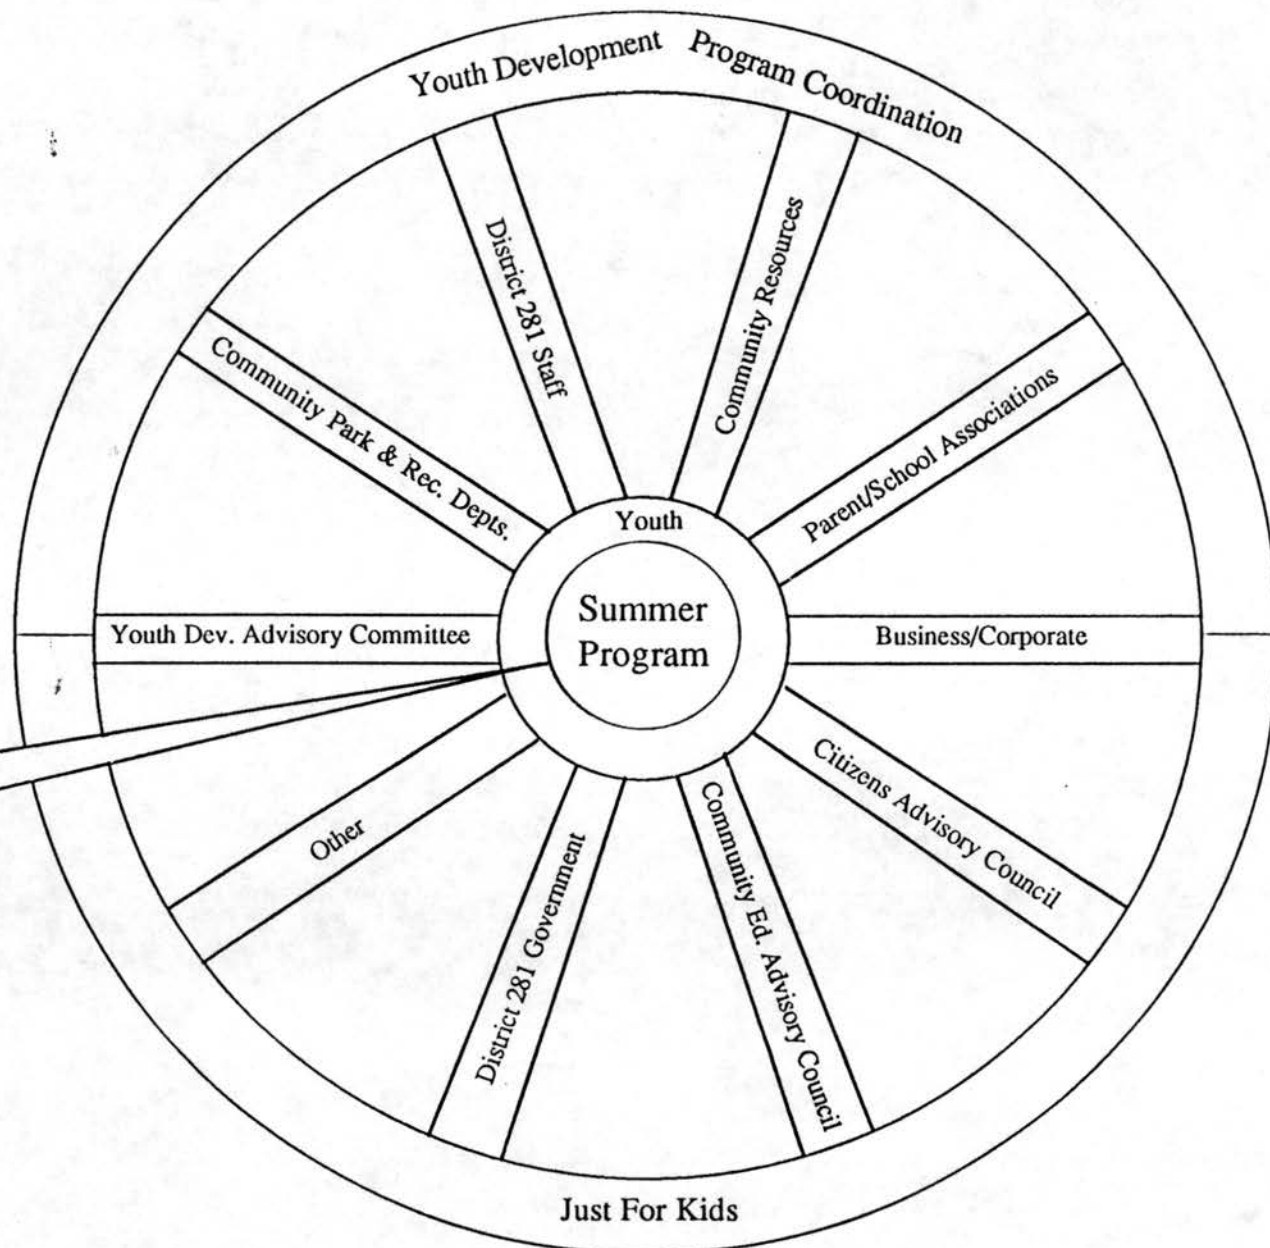 Youth Development Program Coordination
District 281 Staff
Community Resources
Community Park & Rec. Depts.
Parent/School Associations
Youth
Summer
Program
Youth Dev. Advisory Committee
Business/Corporate
Citizens Advisory Council
Other
District 281 Government
Community Ed. Advisory Council
Just For Kids